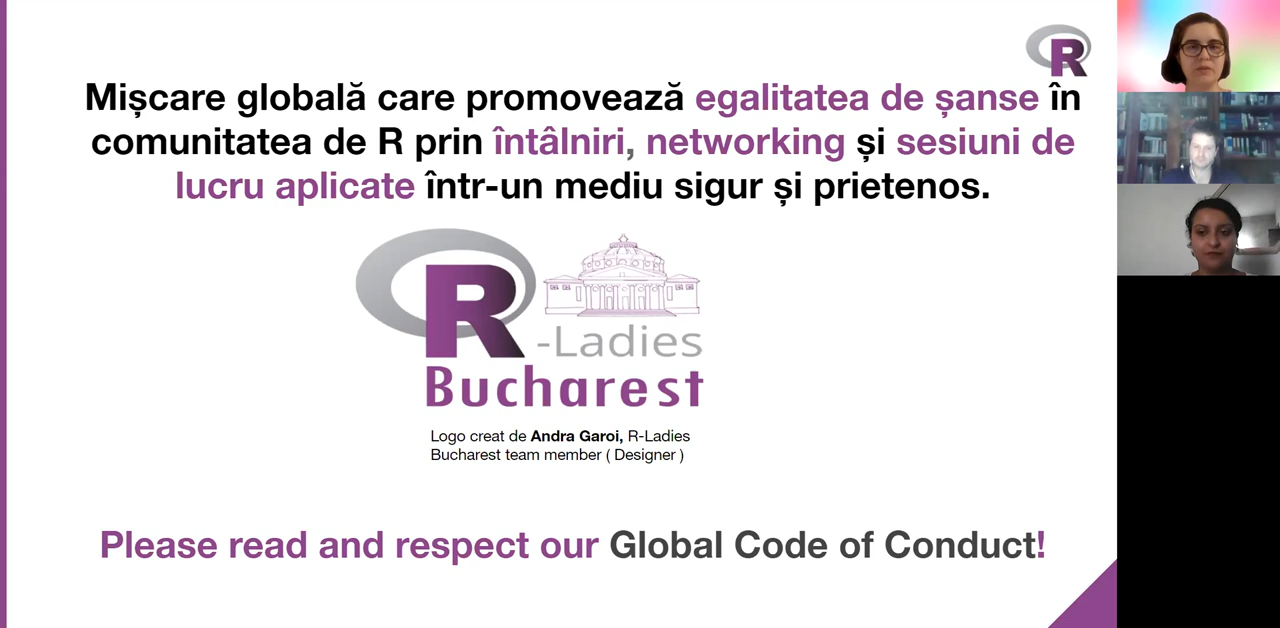 R
Mișcare globală care promovează egalitatea de șanse în
comunitatea de R prin întâlniri, networking și sesiuni de
lucru aplicate într-un mediu sigur și prietenos.
R
-Ladies
Bucharest
Logo creat de Andra Garoi, R-Ladies
Bucharest team member ( Designer )
Please read and respect our Global Code of Conduct!